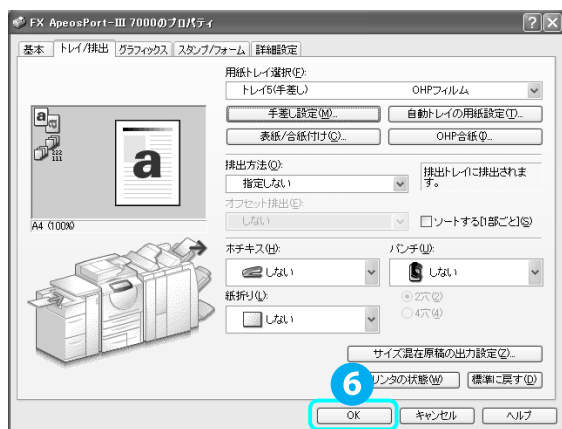 FX ApeosPort-III 7000のプロパティ
基本 トレイ/排出 グラフィックス スタンプ/フォーム 詳細設定
用紙トレイ選択(F):
トレイ5(手差し) OHPフィルム
手差し設定(M)... 自動トレイの用紙設定(T)...
表紙/合紙付け(C)... OHP合紙(I)...
a
222
111
a
A4 (100%)
排出方法(O):
指定しない
排出トレイに排出されま
す。
オフセット排出(E):
しない
ソートする[1部ごと](S)
ホチキス(H): パンチ(U):
しない しない
紙折り(L): 2穴(2)
しない 4穴(4)
サイズ混在原稿の出力設定(Z)...
6 リンタの状態(W) 標準に戻す(D)
OK キャンセル ヘルプ